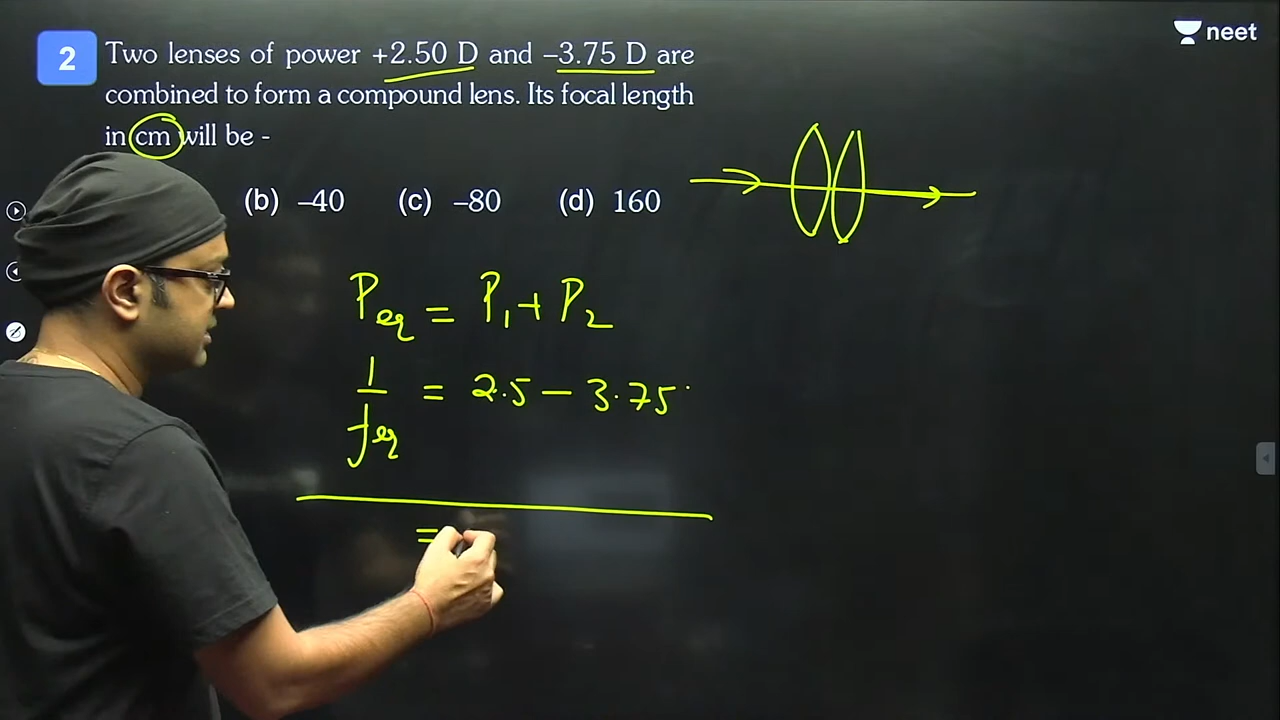 2
Two lenses of power +2.50 D and –3.75 D are
combined to form a compound lens. Its focal length
in cm will be -
(b) –40 (c) –80 (d) 160
neet
Peq = P1 + P2
1/feq = 2.5 – 3.75
=